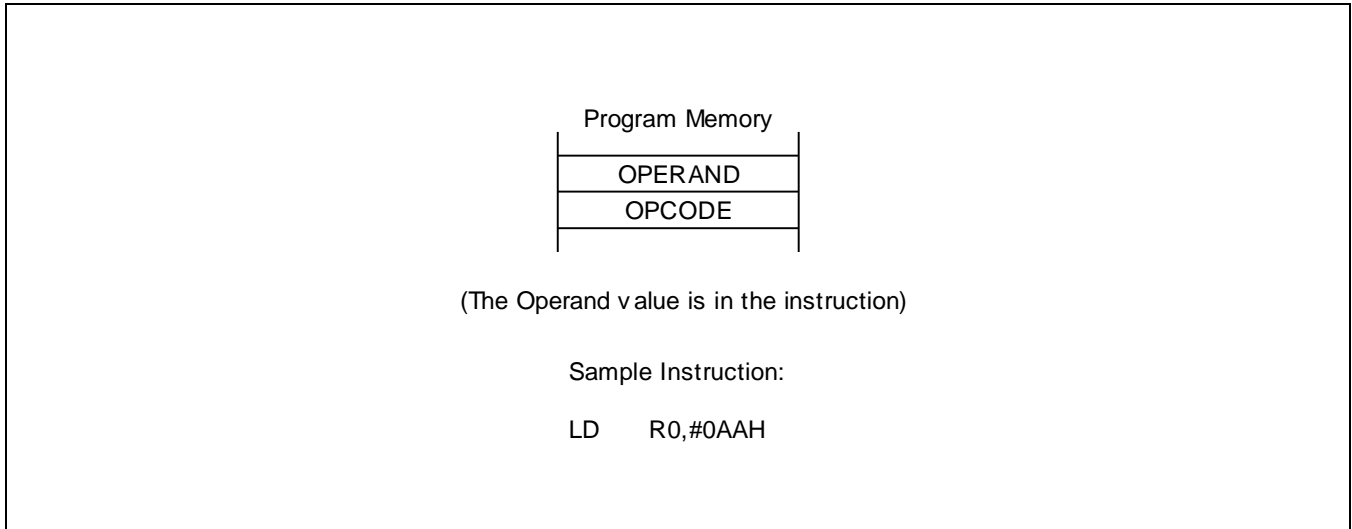 Program Memory
OPERAND
OPCODE
(The Operand value is in the instruction)
Sample Instruction:
LD R0,#0AAH